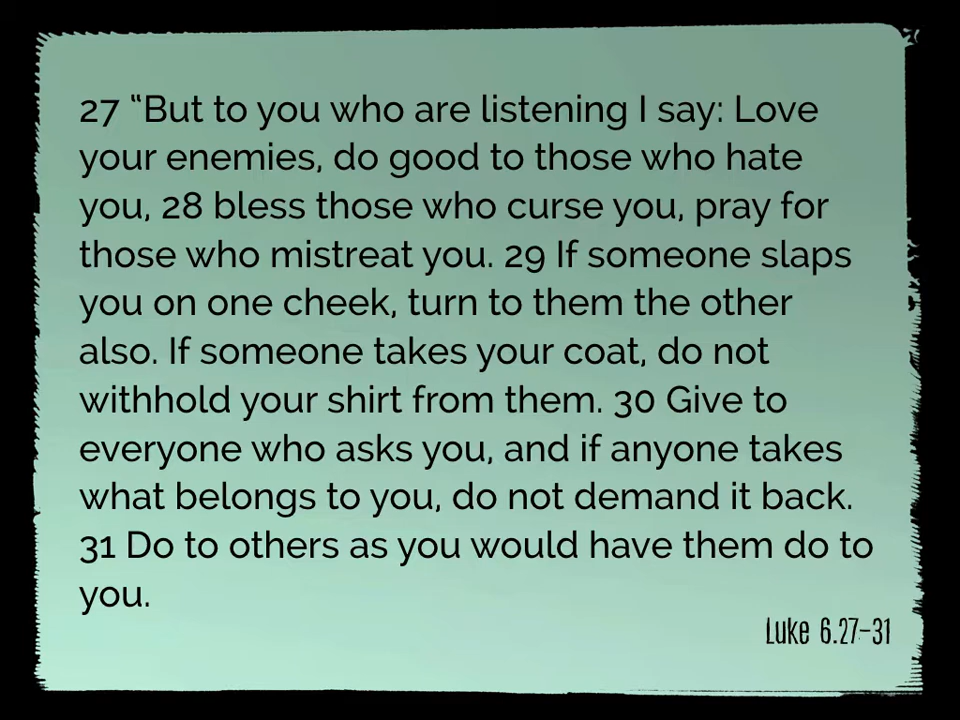 27 “But to you who are listening I say: Love
your enemies, do good to those who hate
you, 28 bless those who curse you, pray for
those who mistreat you. 29 If someone slaps
you on one cheek, turn to them the other
also. If someone takes your coat, do not
withhold your shirt from them. 30 Give to
everyone who asks you, and if anyone takes
what belongs to you, do not demand it back.
31 Do to others as you would have them do to
you.
Luke 6.27-31